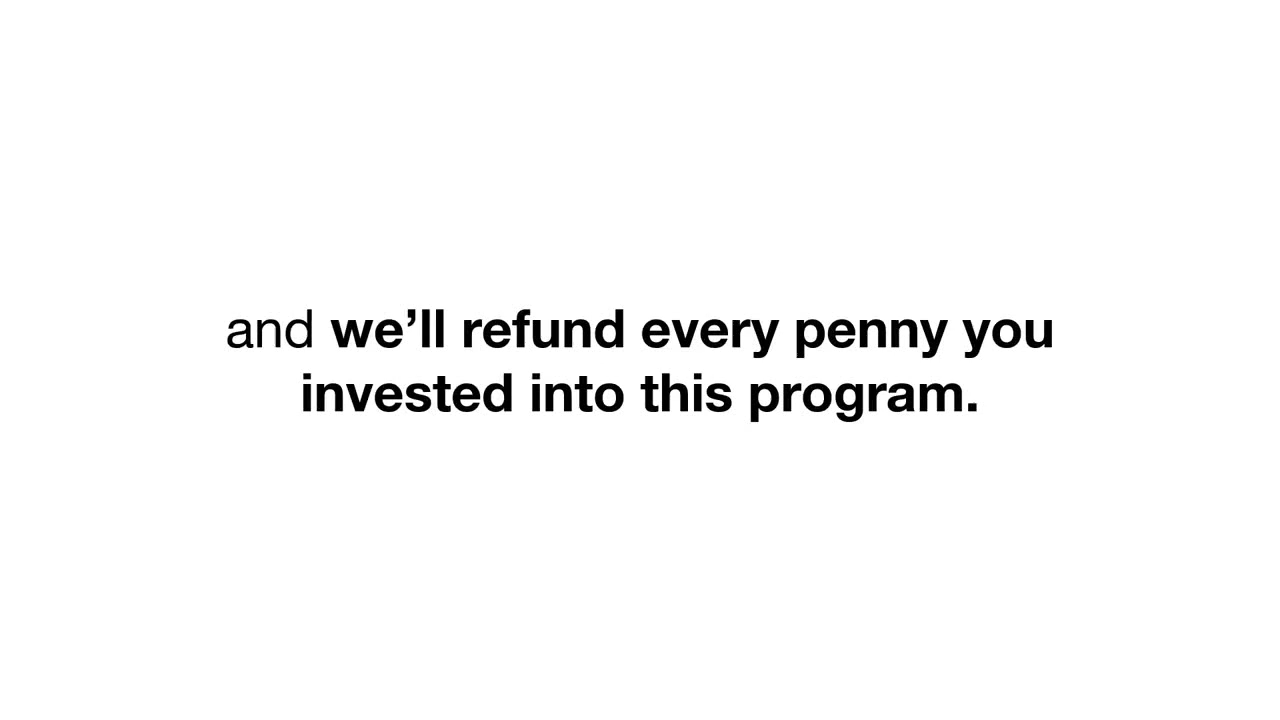 and we’ll refund every penny you
invested into this program.